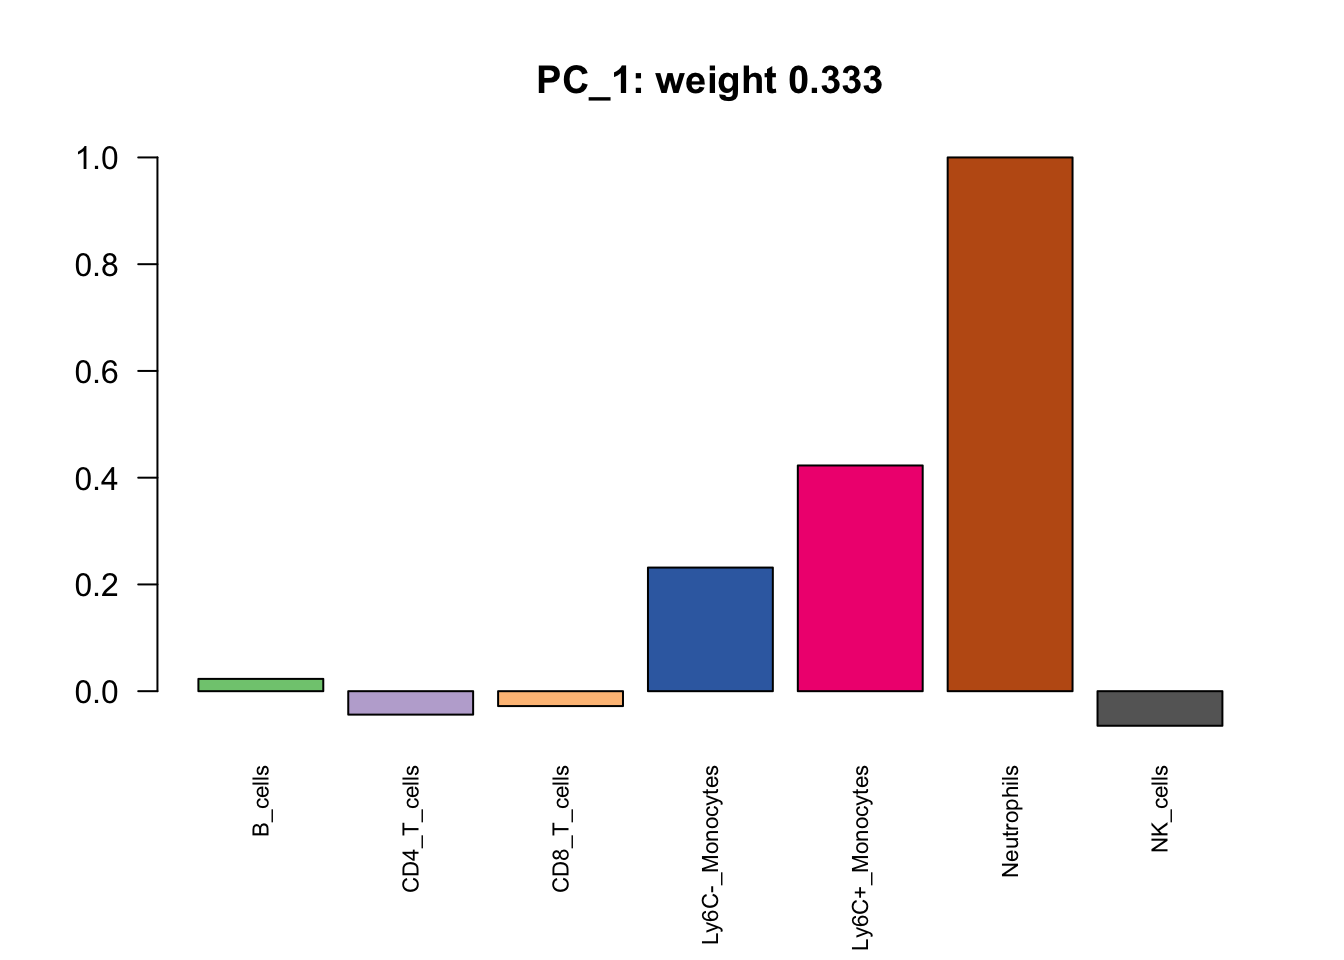 PC_1: weight 0.333
1.0
0.8
0.6
0.4
0.2
0.0
B_cells
CD4_T_cells
CD8_T_cells
Ly6C-_Monocytes
Ly6C+_Monocytes
Neutrophils
NK_cells